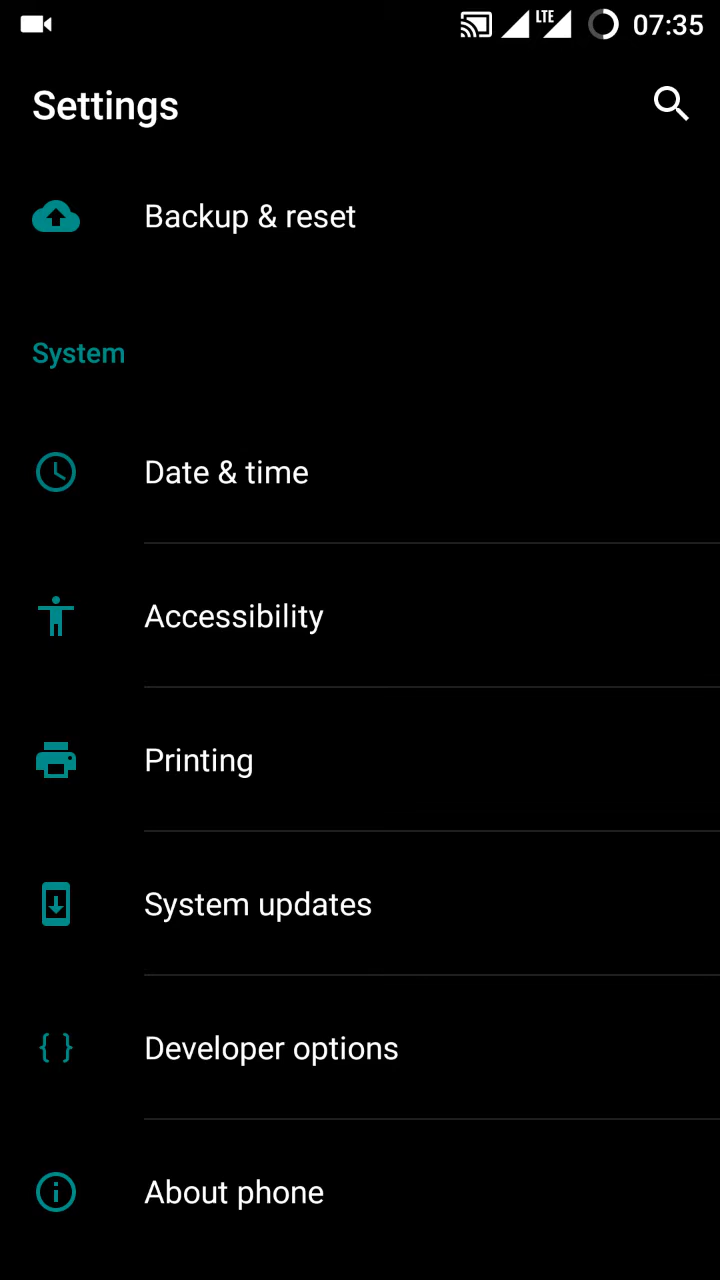 LTE 07:35
Settings
Backup & reset
System
Date & time
Accessibility
Printing
System updates
{ } Developer options
About phone